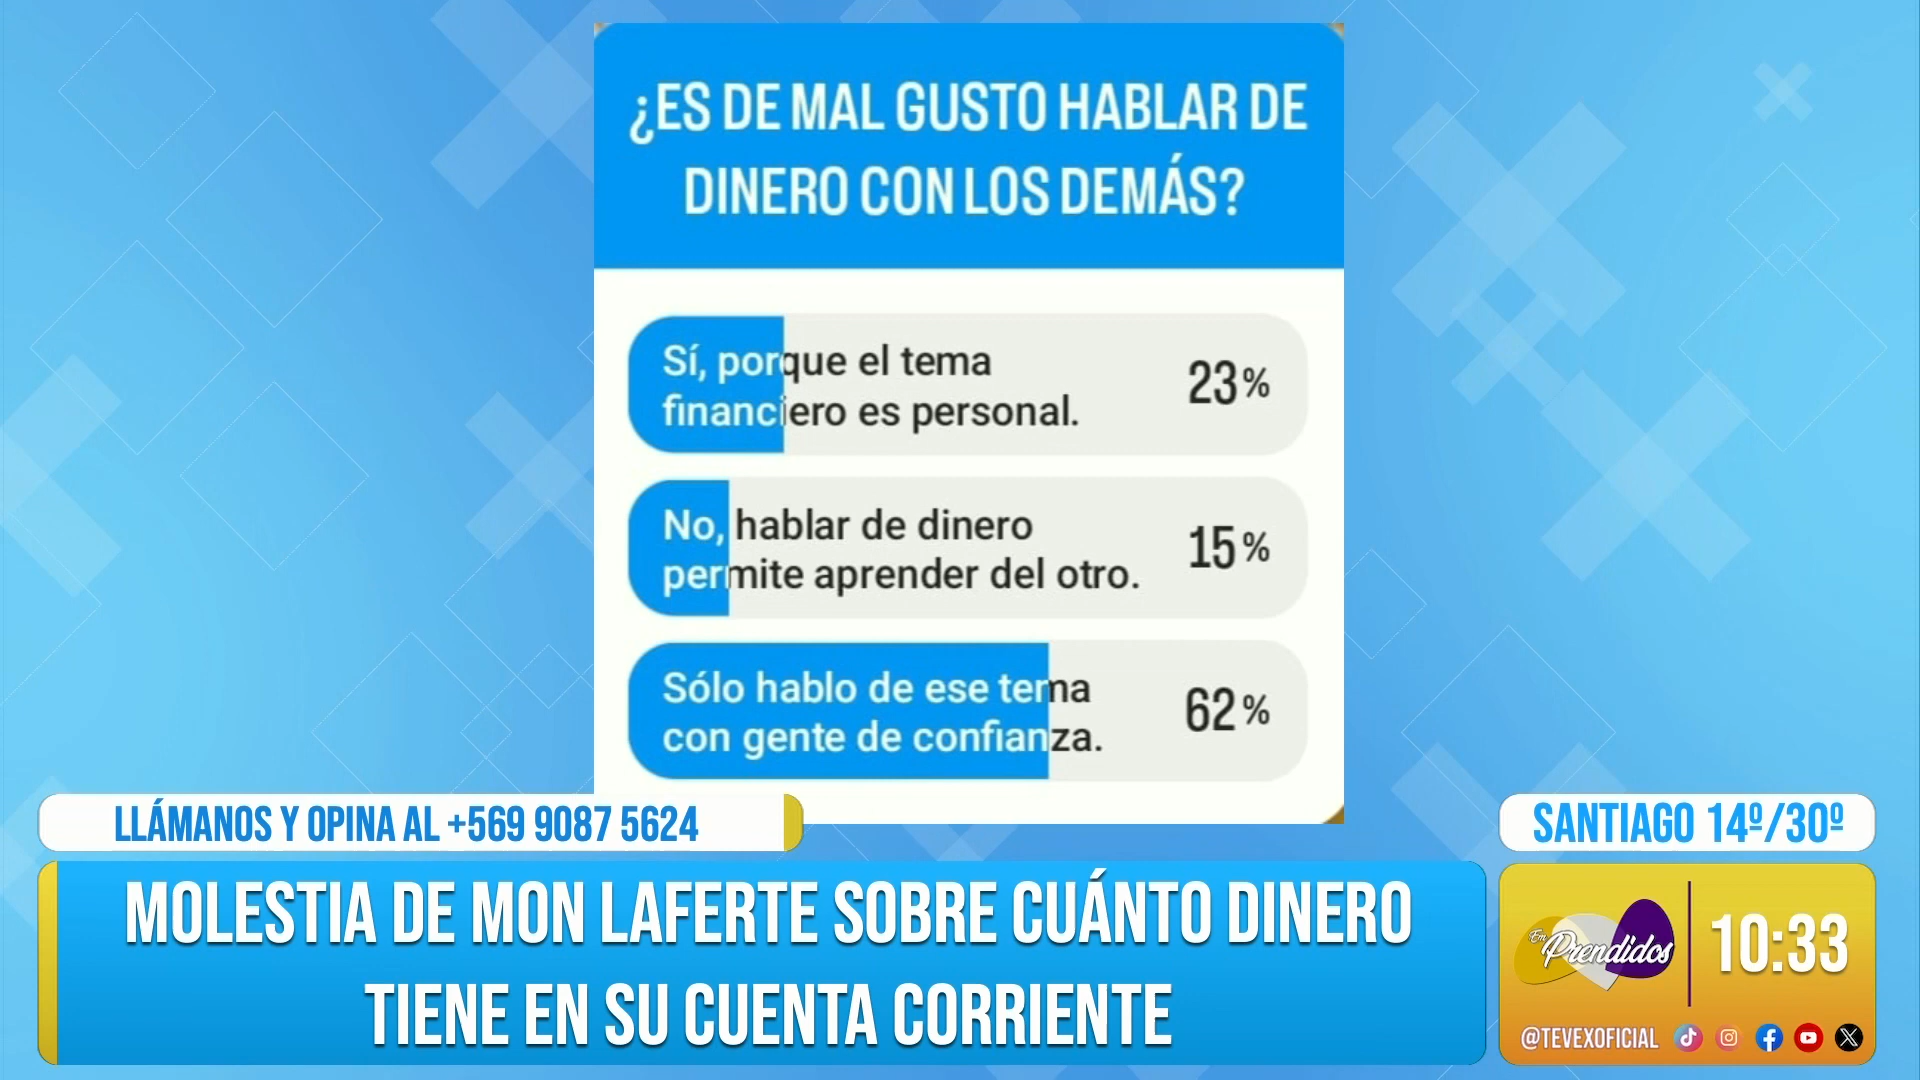 ¿ES DE MAL GUSTO HABLAR DE
DINERO CON LOS DEMÁS?
Sí, porque el tema
financiero es personal.
23%
No, hablar de dinero
permite aprender del otro.
15%
Sólo hablo de ese tema
con gente de confianza.
62%
LLÁMANOS Y OPINA AL +569 9087 5624
SANTIAGO 14º/30º
MOLESTIA DE MON LAFERTE SOBRE CUÁNTO DINERO
TIENE EN SU CUENTA CORRIENTE
Em
Prendidos
10:33
@TEVEXOFICIAL